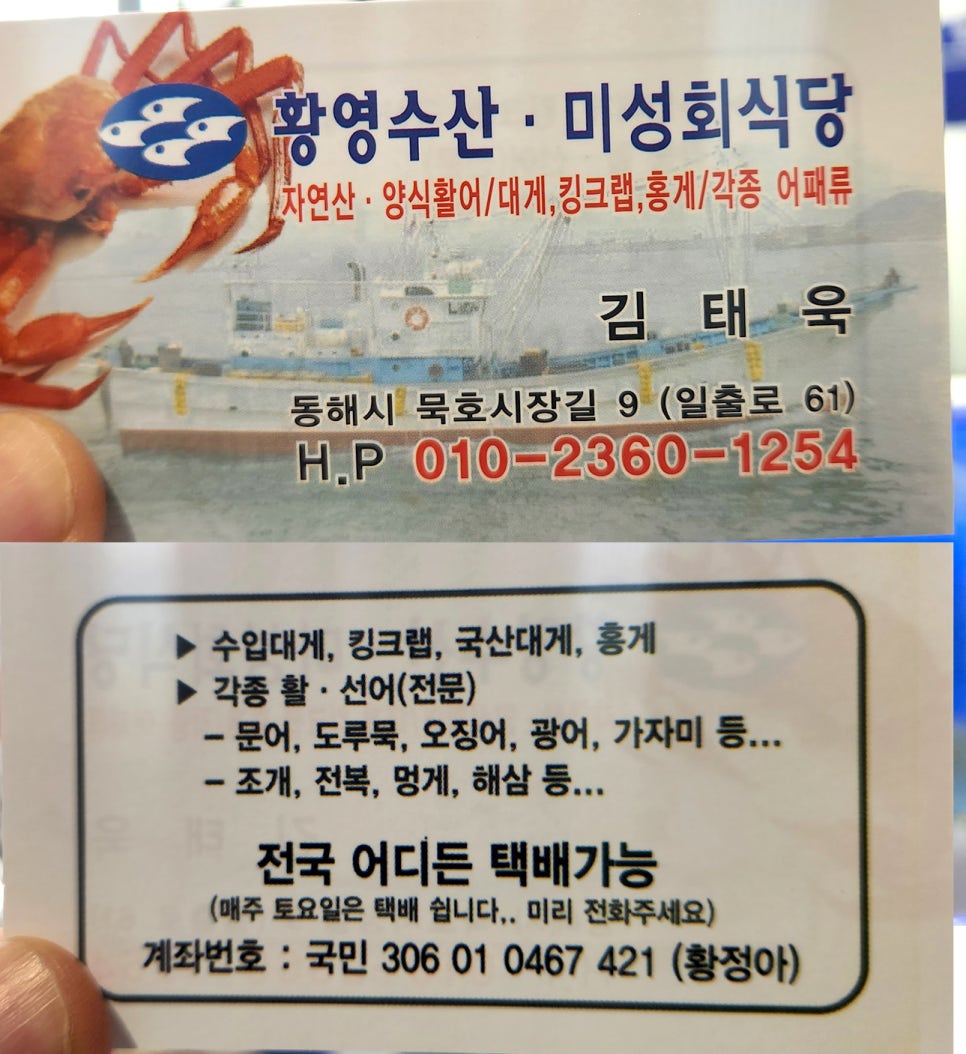 황영수산 · 미성회식당
자연산 · 양식활어/대게,킹크랩,홍게/각종 어패류
김 태 욱
동해시 묵호시장길 9 (일출로 61)
H.P 010-2360-1254
▶ 수입대게, 킹크랩, 국산대게, 홍게
▶ 각종 활 · 선어(전문)
- 문어, 도루묵, 오징어, 광어, 가자미 등...
- 조개, 전복, 멍게, 해삼 등...
전국 어디든 택배가능
(매주 토요일은 택배 쉽니다.. 미리 전화주세요)
계좌번호 : 국민 306 01 0467 421 (황정아)